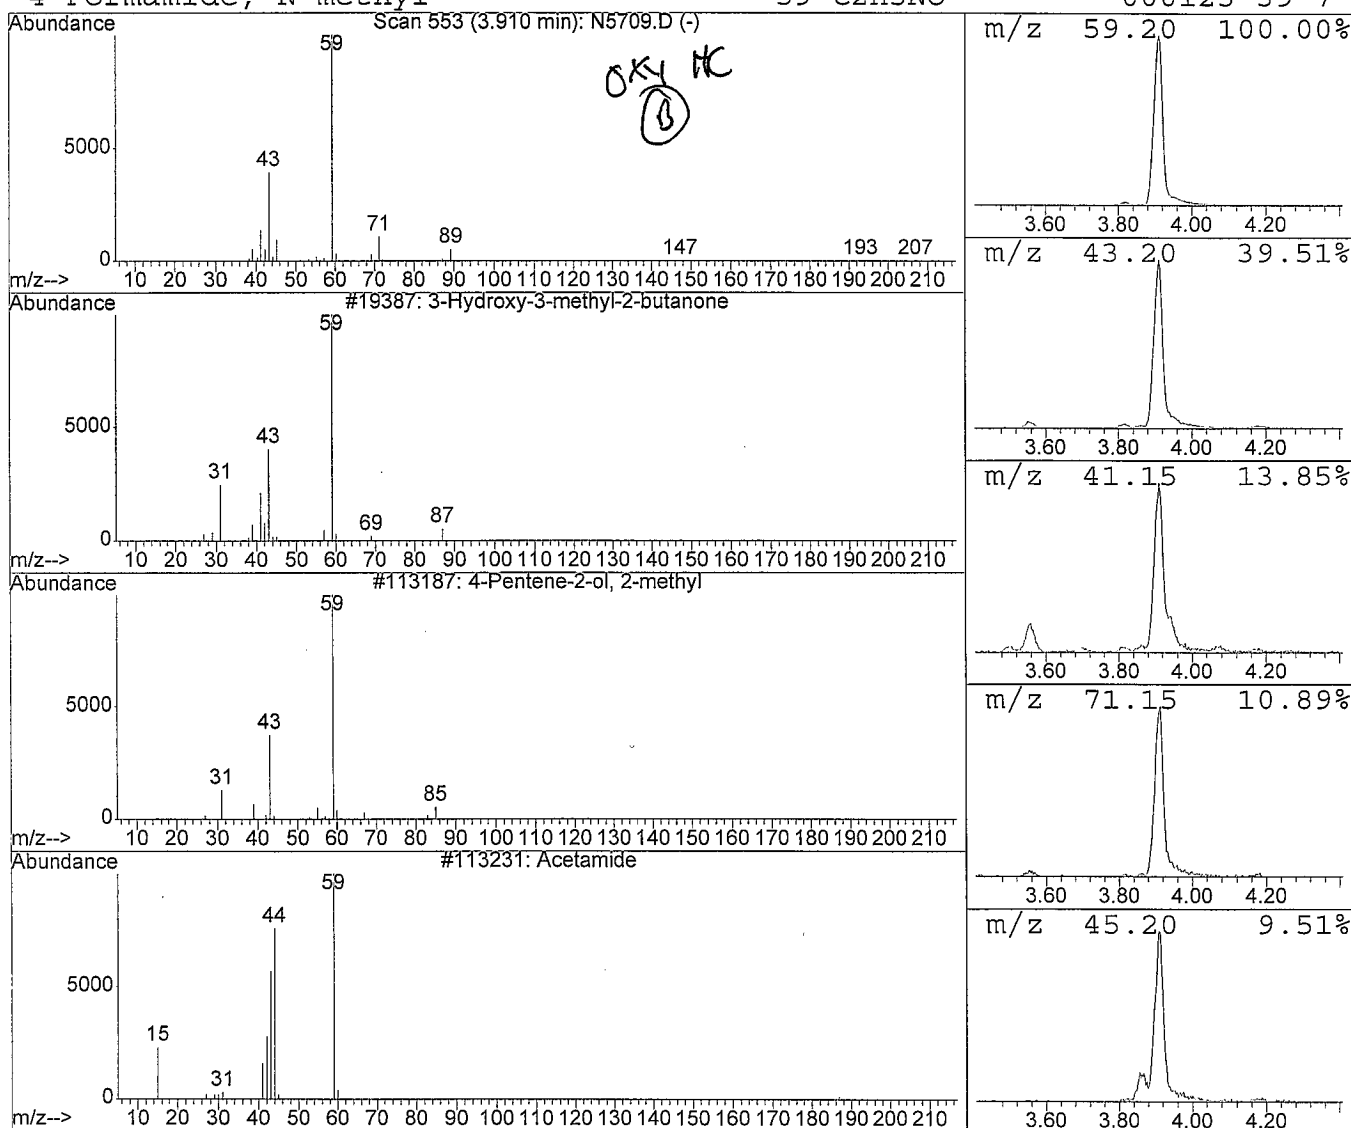 Abundance Scan 553 (3.910 min): N5709.D (-)
59
OXY HC
B
5000
43
71
89
147 193 207
0
m/z--> 10 20 30 40 50 60 70 80 90 100 110 120 130 140 150 160 170 180 190 200 210
Abundance #19387: 3-Hydroxy-3-methyl-2-butanone
59
5000
43
31
69 87
0
m/z--> 10 20 30 40 50 60 70 80 90 100 110 120 130 140 150 160 170 180 190 200 210
Abundance #113187: 4-Pentene-2-ol, 2-methyl
59
5000
43
31
85
0
m/z--> 10 20 30 40 50 60 70 80 90 100 110 120 130 140 150 160 170 180 190 200 210
Abundance #113231: Acetamide
59
44
5000
15
31
0
m/z--> 10 20 30 40 50 60 70 80 90 100 110 120 130 140 150 160 170 180 190 200 210
m/z 59.20 100.00%
3.60 3.80 4.00 4.20
m/z 43.20 39.51%
3.60 3.80 4.00 4.20
m/z 41.15 13.85%
3.60 3.80 4.00 4.20
m/z 71.15 10.89%
3.60 3.80 4.00 4.20
m/z 45.20 9.51%
3.60 3.80 4.00 4.20